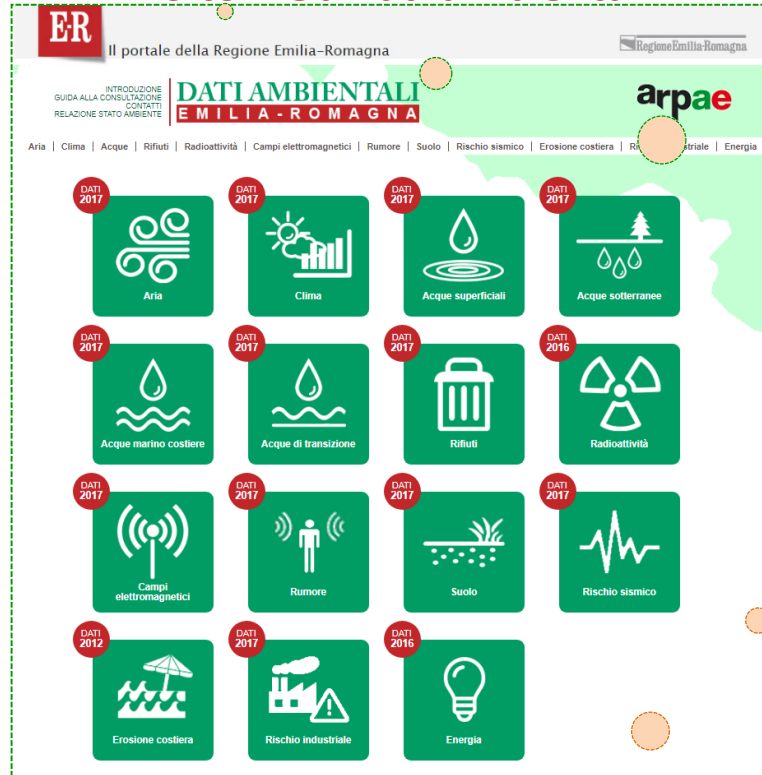 E·R
Il portale della Regione Emilia-Romagna
RegioneEmilia-Romagna
INTRODUZIONE
GUIDA ALLA CONSULTAZIONE
CONTATTI
RELAZIONE STATO AMBIENTE
DATI AMBIENTALI
EMILIA-ROMAGNA
arpae
Aria | Clima | Acque | Rifiuti | Radioattività | Campi elettromagnetici | Rumore | Suolo | Rischio sismico | Erosione costiera | Energia
DATI
2017
Aria
DATI
2017
Clima
DATI
2017
Acque superficiali
DATI
2017
Acque sotterranee
DATI
2017
Acque marino costiere
DATI
2017
Acque di transizione
DATI
2017
Rifiuti
DATI
2016
Radioattività
DATI
2017
Campi
elettromagnetici
DATI
2017
Rumore
DATI
2017
Suolo
DATI
2017
Rischio sismico
DATI
2012
Erosione costiera
DATI
2017
Rischio industriale
DATI
2016
Energia